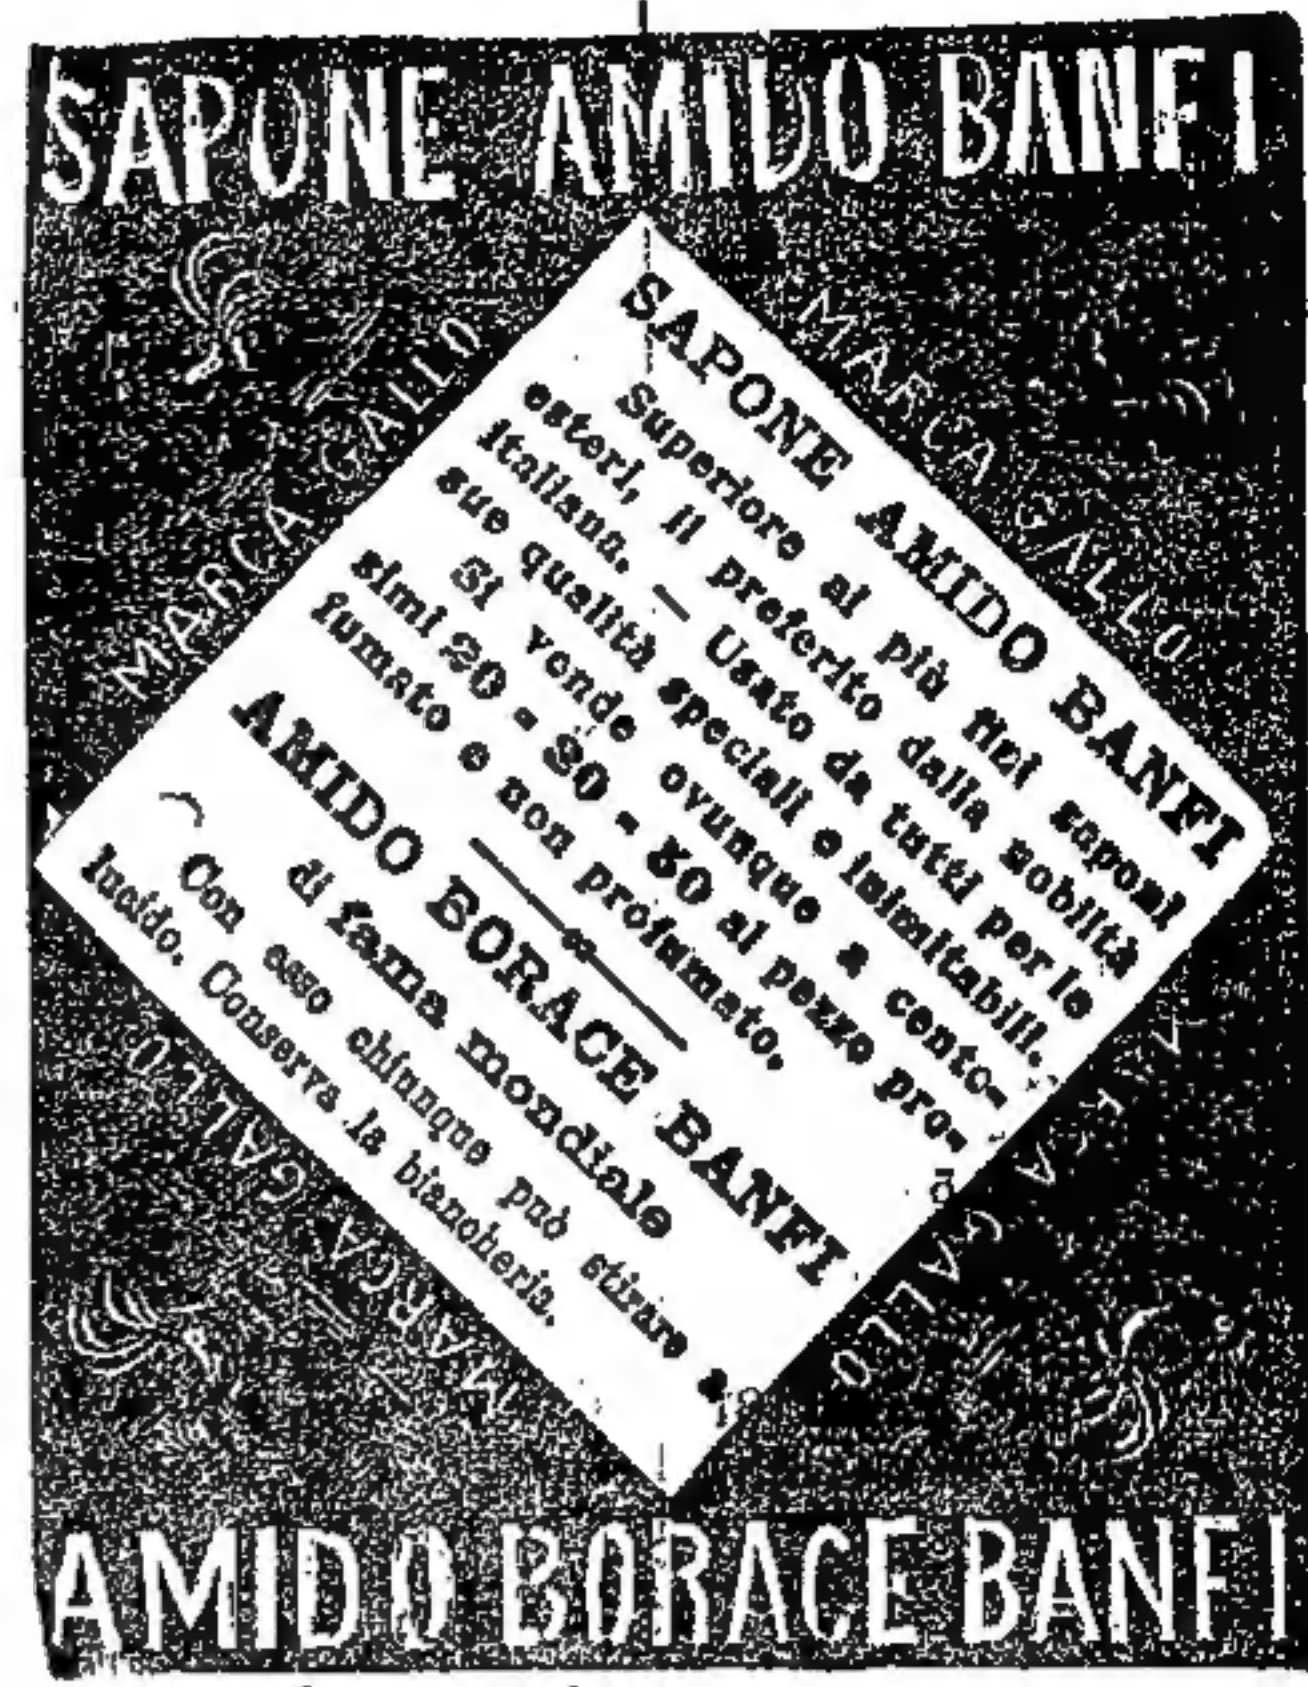 SAPONE AMIDO BANFI
MARCA GALLO
MARCA GALLO
SAPONE AMIDO BANFI
Superiore ai più fini saponi
esteri, il preferito dalla nobiltà
italiana. — Usato da tutti per le
sue qualità speciali e inimitabili.
Si vende ovunque a cente-
simi 20 - 30 - 50 al pezzo pro-
fumato e non profumato.
AMIDO BORACE BANFI
di fama mondiale
Con esso chiunque può stirare a
lucido. Conserva la biancheria.
MARCA GALLO
GALLO
AMIDO BORACE BANFI